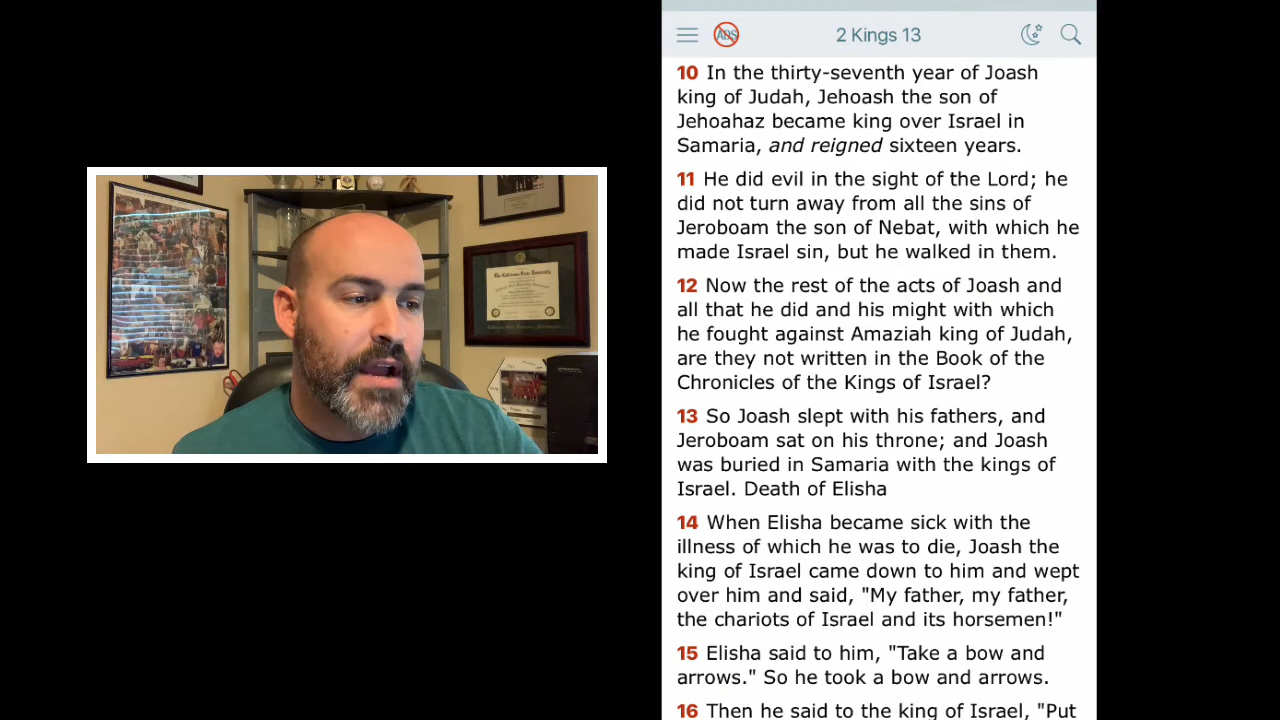 The California State University
ADS
2 Kings 13
10 In the thirty-seventh year of Joash
king of Judah, Jehoash the son of
Jehoahaz became king over Israel in
Samaria, and reigned sixteen years.
11 He did evil in the sight of the Lord; he
did not turn away from all the sins of
Jeroboam the son of Nebat, with which he
made Israel sin, but he walked in them.
12 Now the rest of the acts of Joash and
all that he did and his might with which
he fought against Amaziah king of Judah,
are they not written in the Book of the
Chronicles of the Kings of Israel?
13 So Joash slept with his fathers, and
Jeroboam sat on his throne; and Joash
was buried in Samaria with the kings of
Israel. Death of Elisha
14 When Elisha became sick with the
illness of which he was to die, Joash the
king of Israel came down to him and wept
over him and said, "My father, my father,
the chariots of Israel and its horsemen!"
15 Elisha said to him, "Take a bow and
arrows." So he took a bow and arrows.
16 Then he said to the king of Israel, "Put